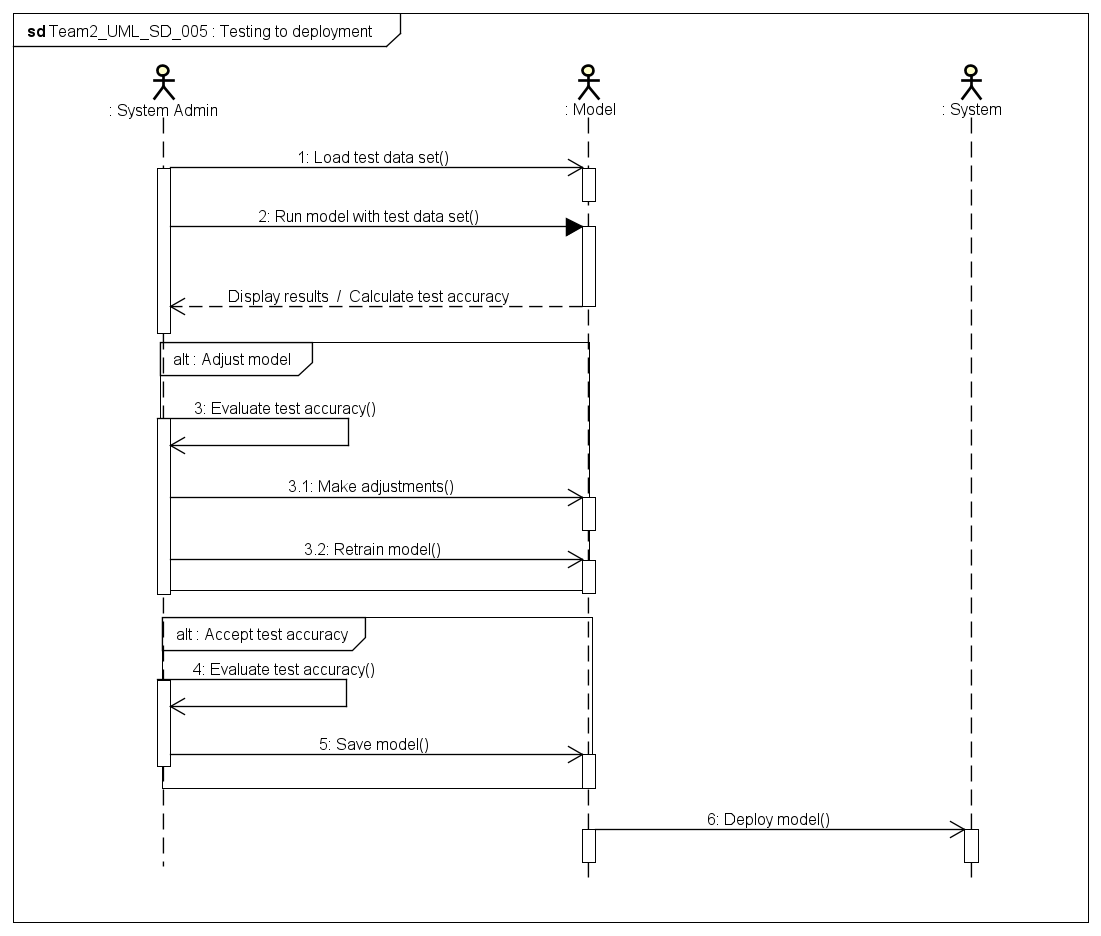 sd Team2_UML_SD_005 : Testing to deployment
: System Admin
: Model
: System
1: Load test data set()
2: Run model with test data set()
Display results / Calculate test accuracy
alt : Adjust model
3: Evaluate test accuracy()
3.1: Make adjustments()
3.2: Retrain model()
alt : Accept test accuracy
4: Evaluate test accuracy()
5: Save model()
6: Deploy model()